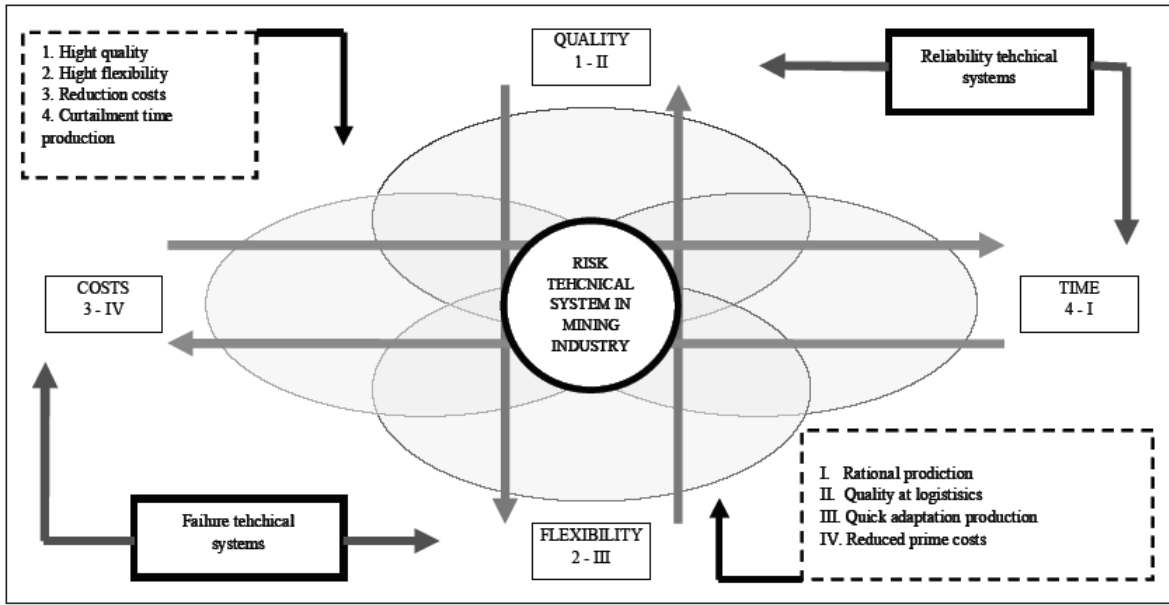 1. Hight quality
2. Hight flexibility
3. Reduction costs
4. Curtailment time
production
QUALITY
1 - II
Reliability tehchical
systems
COSTS
3 - IV
RISK
TEHCNICAL
SYSTEM IN
MINING
INDUSTRY
TIME
4 - I
Failure tehchical
systems
FLEXIBILITY
2 - III
I. Rational prodiction
II. Quality at logistisics
III. Quick adaptation production
IV. Reduced prime costs